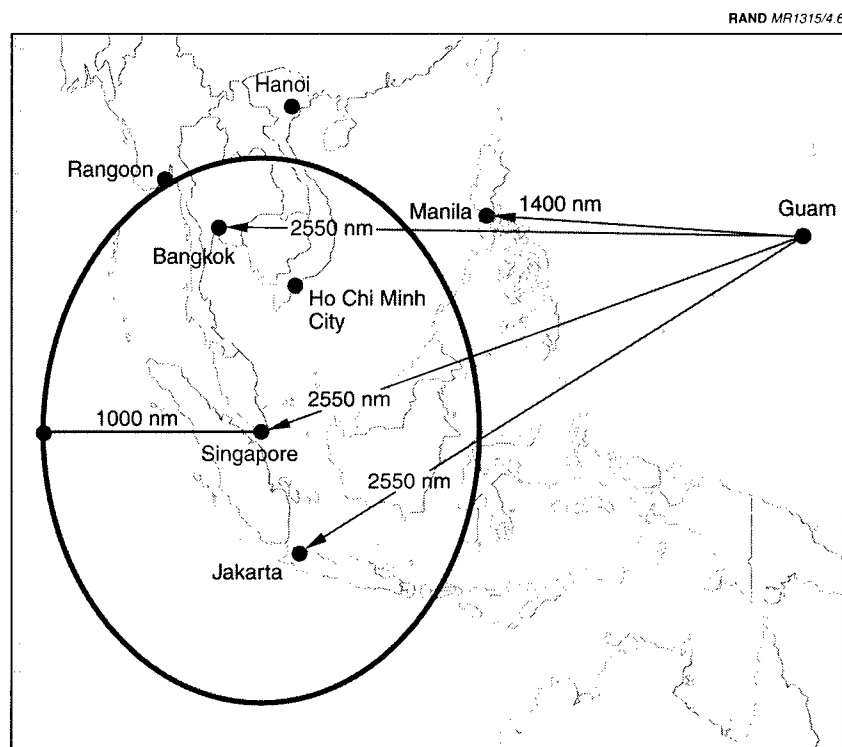 RAND MR1315/4.6
Hanoi
Rangoon
Manila
1400 nm
Guam
2550 nm
Bangkok
Ho Chi Minh
City
2550 nm
1000 nm
Singapore
2550 nm
Jakarta